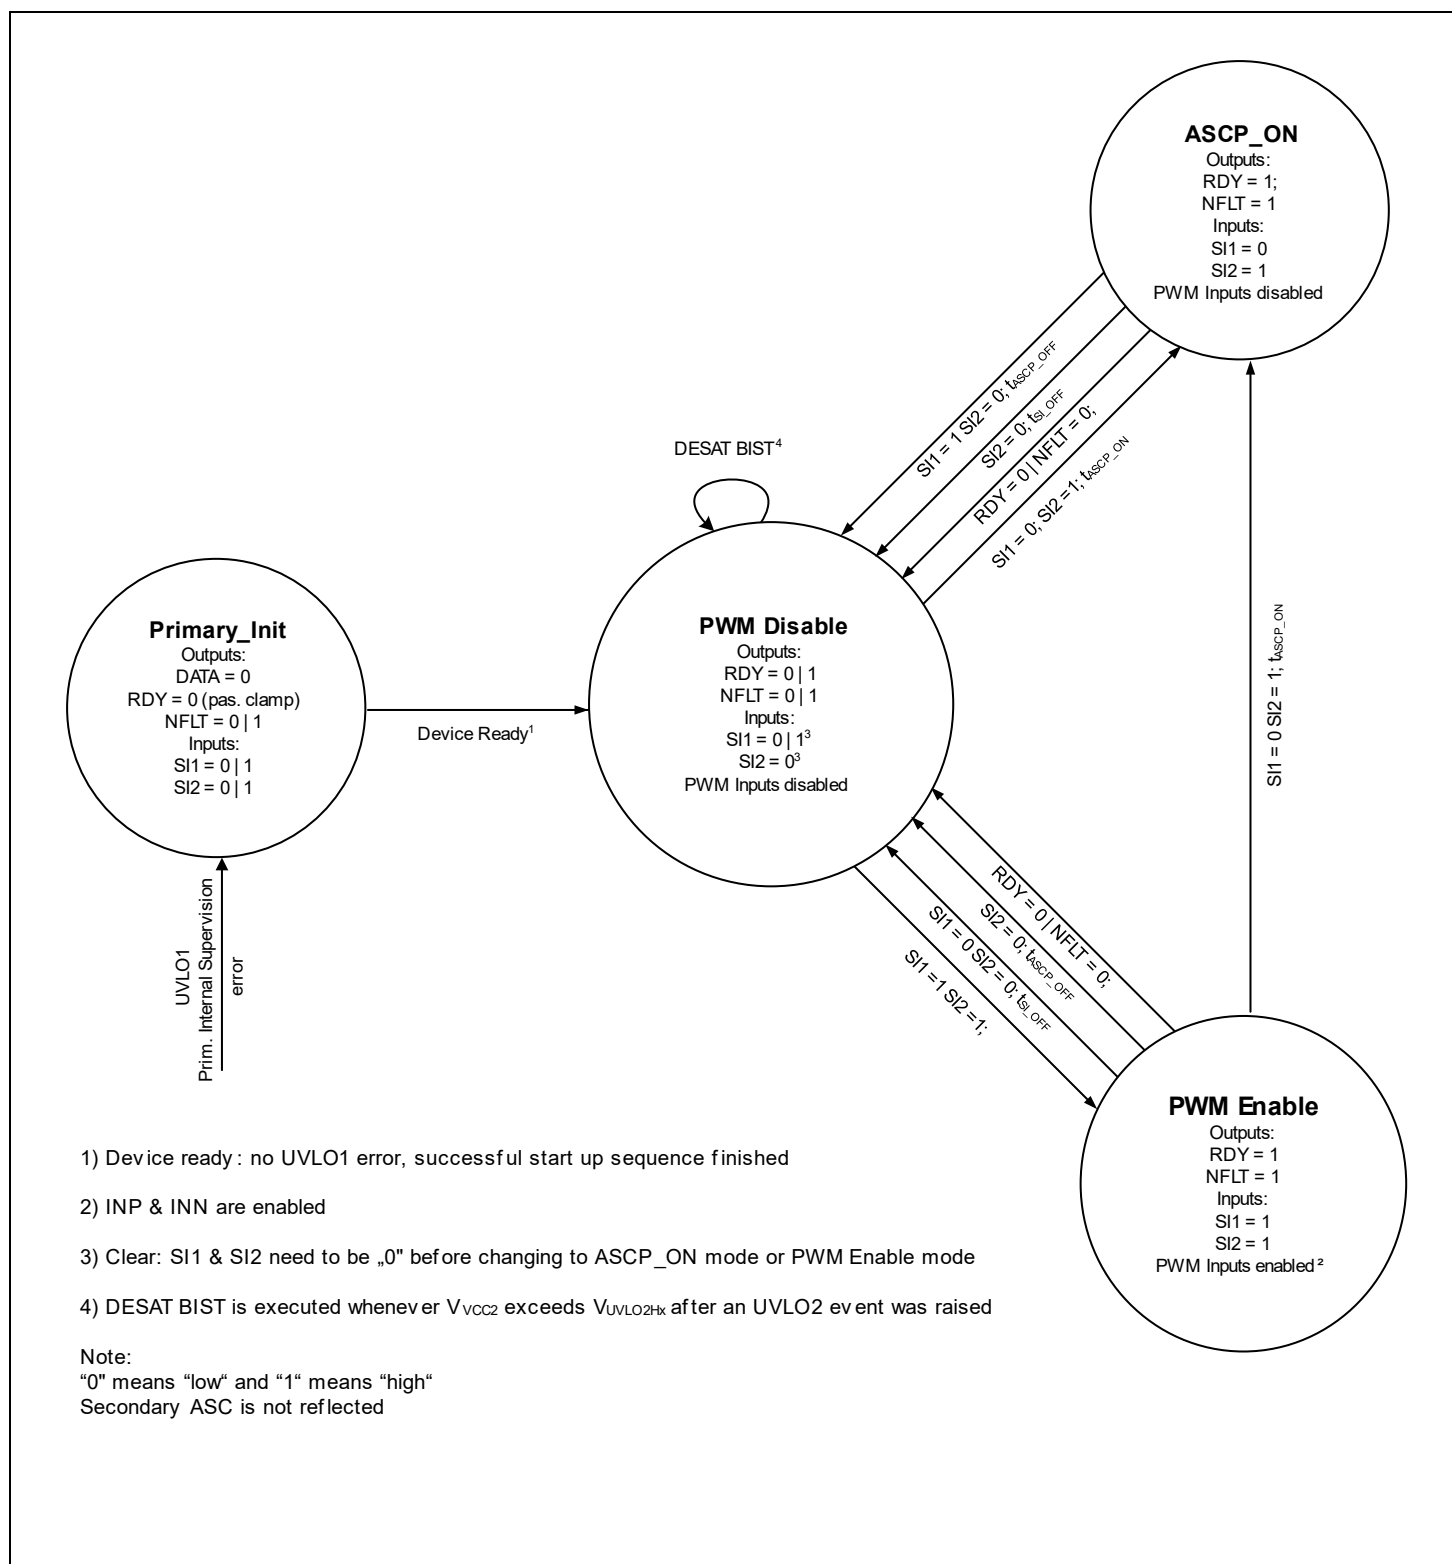 ASCP_ON
Outputs:
RDY = 1;
NFLT = 1
Inputs:
SI1 = 0
SI2 = 1
PWM Inputs disabled
SI1 = 1 SI2 = 0; tASCP_OFF
SI2 = 0; tSI_OFF
RDY = 0 | NFLT = 0;
SI1 = 0; SI2 =1; tASCP_ON
DESAT BIST⁴
Primary_Init
Outputs:
DATA = 0
RDY = 0 (pas. clamp)
NFLT = 0 | 1
Inputs:
SI1 = 0 | 1
SI2 = 0 | 1
Device Ready¹
PWM Disable
Outputs:
RDY = 0 | 1
NFLT = 0 | 1
Inputs:
SI1 = 0 | 1³
SI2 = 0³
PWM Inputs disabled
SI1 = 0 SI2 = 1; tASCP_ON
UVLO1
Prim. Internal Supervision
error
RDY = 0 | NFLT = 0;
SI2 = 0; tASCP_OFF
SI1 = 0 SI2 = 0; tSI_OFF
SI1 =1 SI2 =1;
PWM Enable
Outputs:
RDY = 1
NFLT = 1
Inputs:
SI1 = 1
SI2 = 1
PWM Inputs enabled ²
1) Device ready : no UVLO1 error, successful start up sequence finished
2) INP & INN are enabled
3) Clear: SI1 & SI2 need to be „0" before changing to ASCP_ON mode or PWM Enable mode
4) DESAT BIST is executed whenever VVCC2 exceeds VUVLO2Hx after an UVLO2 event was raised
Note:
“0" means “low“ and “1“ means “high“
Secondary ASC is not reflected